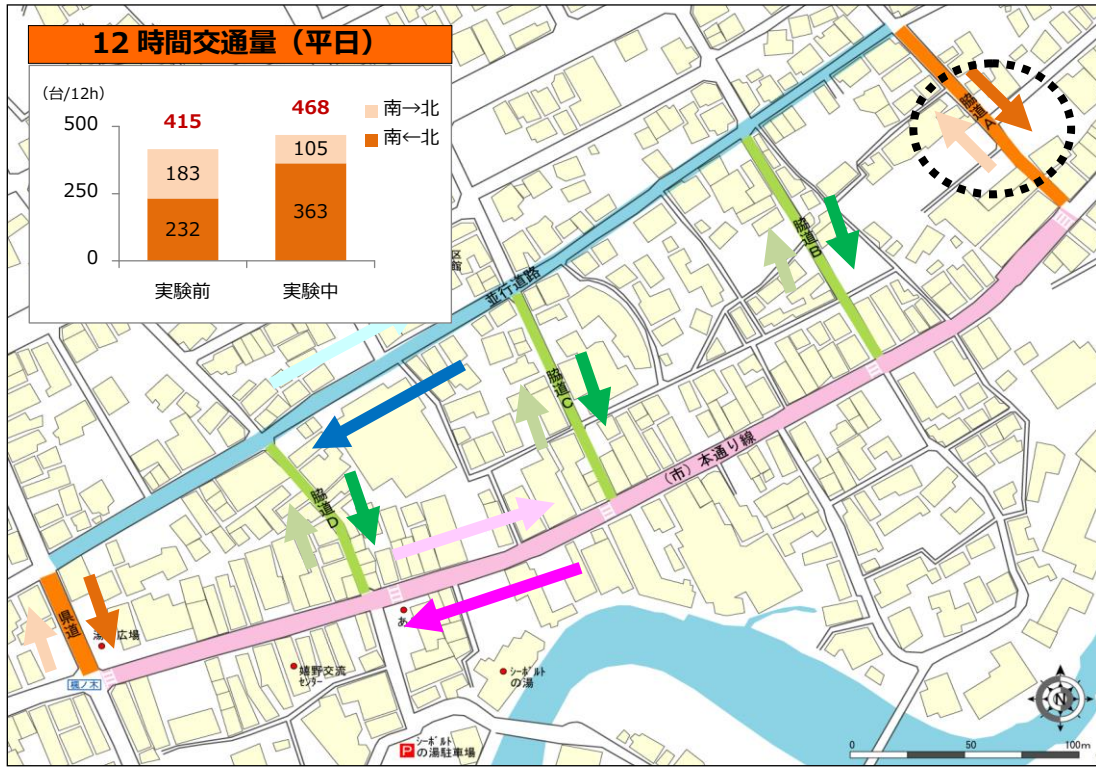 12 時間交通量（平日）
（台/12h）
500
250
0
415
183
232
実験前
468
105
363
実験中
南→北
南←北
脇道A
脇道B
区
館
並行道路
脇道C
（市）本通り線
脇道D
県道
広場
あ
嬉野交流
センター
シーボルト
の湯
P
シーボルト
の湯駐車場
N
0 50 100m